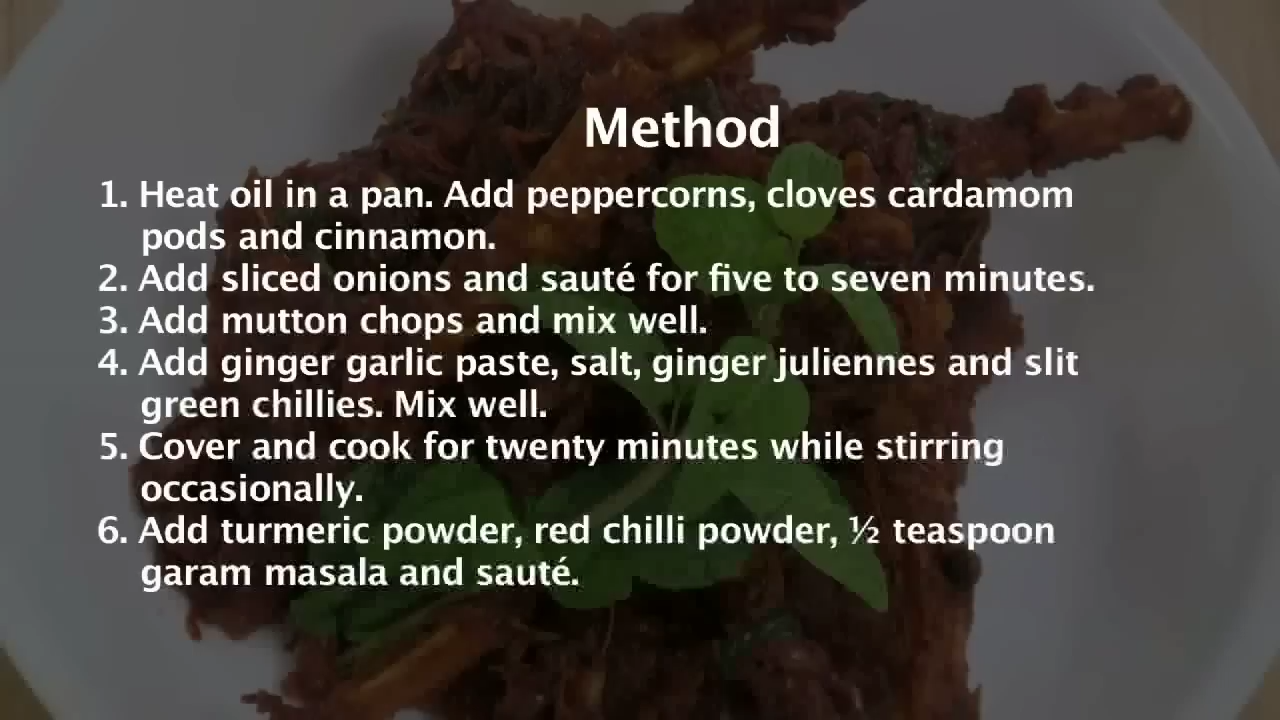 Method
1. Heat oil in a pan. Add peppercorns, cloves cardamom
pods and cinnamon.
2. Add sliced onions and sauté for five to seven minutes.
3. Add mutton chops and mix well.
4. Add ginger garlic paste, salt, ginger juliennes and slit
green chillies. Mix well.
5. Cover and cook for twenty minutes while stirring
occasionally.
6. Add turmeric powder, red chilli powder, ½ teaspoon
garam masala and sauté.